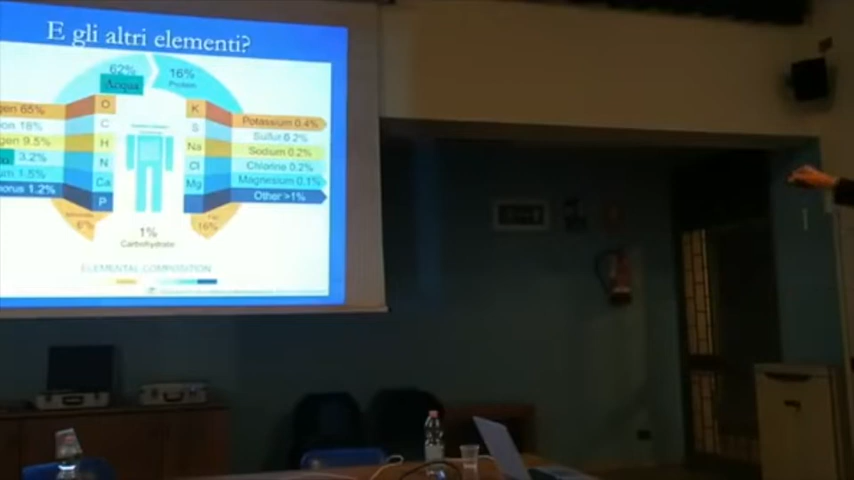 E gli altri elementi?
62%
Acqua
16%
Protein
gen 65%
O
K
Potassium 0.4%
on 18%
C
S
Sulfur 0.2%
gen 9.5%
H
Na
Sodium 0.2%
3.2%
N
Cl
Chlorine 0.2%
um 1.5%
Ca
Mg
Magnesium 0.1%
horus 1.2%
P
Other >1%
6%
1%
Carbohydrate
16%
ELEMENTAL COMPOSITION